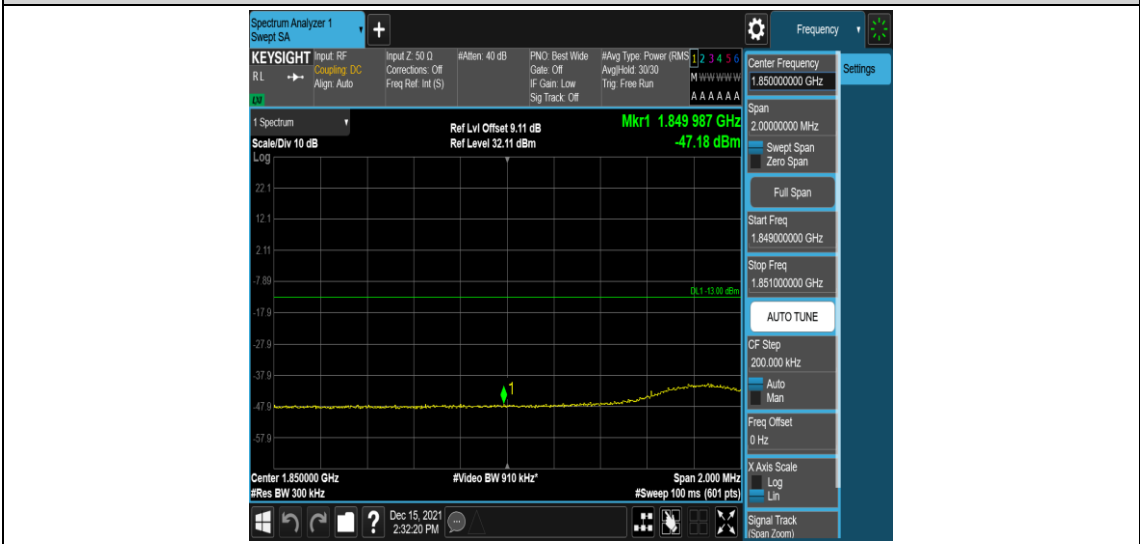 Spectrum Analyzer 1
Swept SA
+
Frequency
KEYSIGHT
RL
LXI
Input: RF
Coupling: DC
Align: Auto
Input Z: 50 Ω
Corrections: Off
Freq Ref: Int (S)
#Atten: 40 dB
PNO: Best Wide
Gate: Off
IF Gain: Low
Sig Track: Off
#Avg Type: Power (RMS
Avg|Hold: 30/30
Trig: Free Run
1 2 3 4 5 6
M W W W W W
A A A A A A
Center Frequency
1.850000000 GHz
Settings
Span
2.00000000 MHz
Swept Span
Zero Span
Full Span
Start Freq
1.849000000 GHz
Stop Freq
1.851000000 GHz
AUTO TUNE
CF Step
200.000 kHz
Auto
Man
Freq Offset
0 Hz
X Axis Scale
Log
Lin
Signal Track
(Span Zoom)
1 Spectrum
Scale/Div 10 dB
Log
Ref Lvl Offset 9.11 dB
Ref Level 32.11 dBm
Mkr1 1.849 987 GHz
-47.18 dBm
22.1
12.1
2.11
-7.89
DL1 -13.00 dBm
-17.9
-27.9
-37.9
1
-47.9
-57.9
Center 1.850000 GHz
#Video BW 910 kHz*
Span 2.000 MHz
#Res BW 300 kHz
#Sweep 100 ms (601 pts)
?
Dec 15, 2021
2:32:20 PM